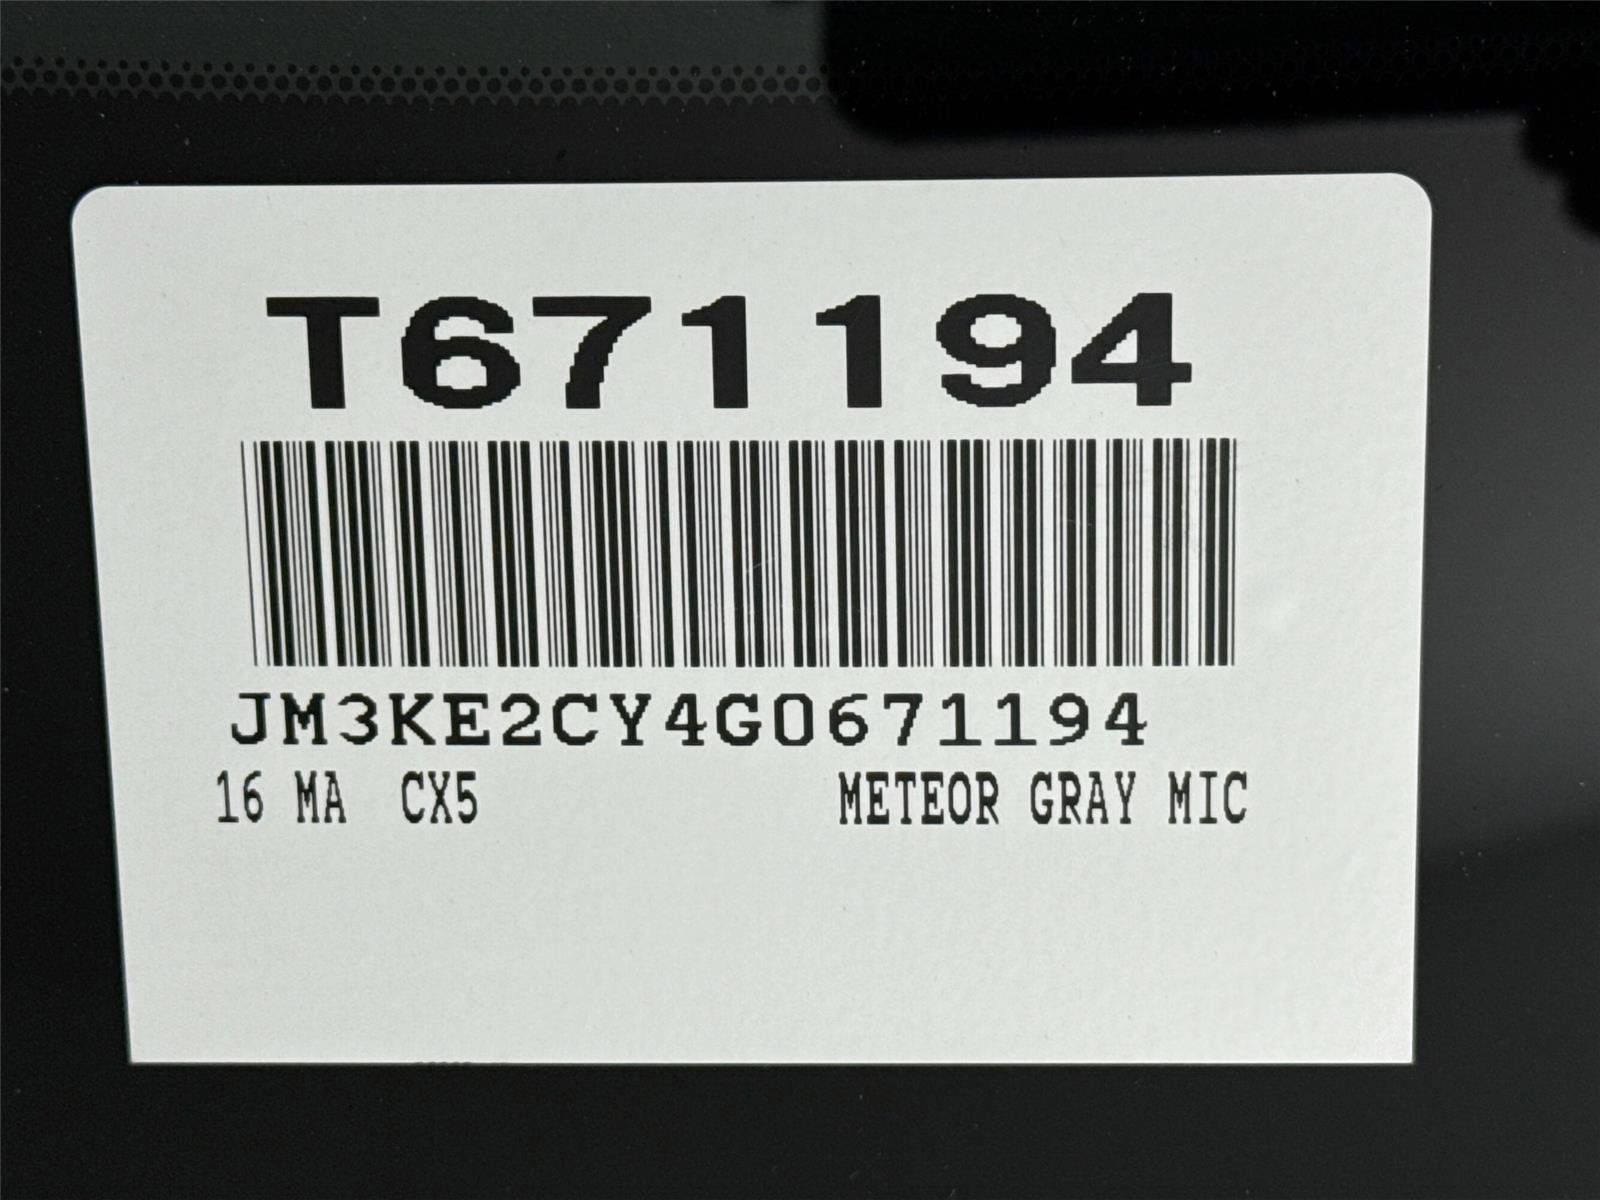 T671194
JM3KE2CY4G0671194
16 MA CX5 METEOR GRAY MIC